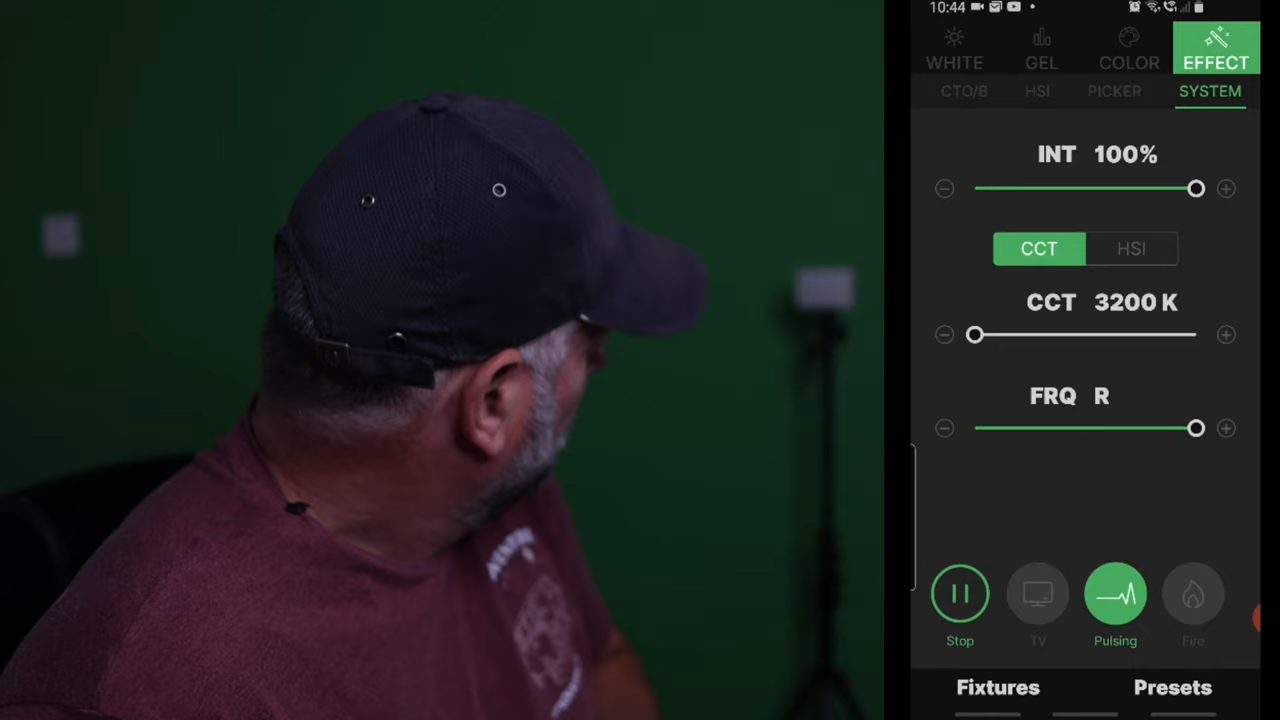 10:44
WHITE GEL COLOR EFFECT
CTO/B HSI PICKER SYSTEM
INT 100%
CCT HSI
CCT 3200 K
FRQ R
Stop TV Pulsing Fire
Fixtures Presets